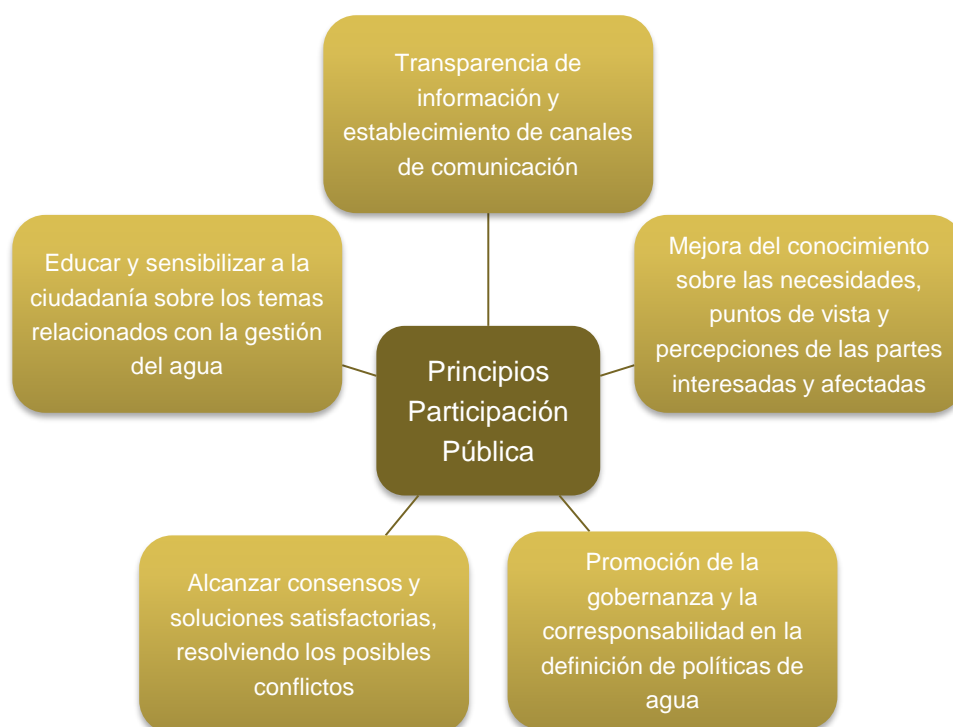 Transparencia de
información y
establecimiento de canales
de comunicación
Educar y sensibilizar a la
ciudadanía sobre los temas
relacionados con la gestión
del agua
Mejora del conocimiento
sobre las necesidades,
puntos de vista y
percepciones de las partes
interesadas y afectadas
Principios
Participación
Pública
Alcanzar consensos y
soluciones satisfactorias,
resolviendo los posibles
conflictos
Promoción de la
gobernanza y la
corresponsabilidad en la
definición de políticas de
agua